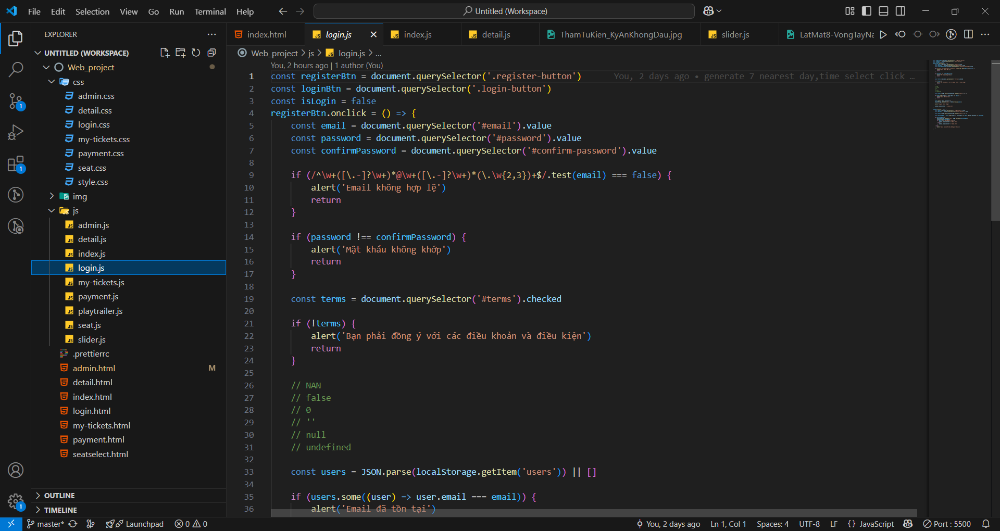 File Edit Selection View Go Run Terminal Help
Untitled (Workspace)
EXPLORER
UNTITLED (WORKSPACE)
Web_project
css
admin.css
detail.css
login.css
my-tickets.css
payment.css
seat.css
style.css
img
js
admin.js
detail.js
index.js
login.js
my-tickets.js
payment.js
playtrailer.js
seat.js
slider.js
.prettierrc
admin.html M
detail.html
index.html
login.html
my-tickets.html
payment.html
seatselect.html
OUTLINE
TIMELINE
1
1
1
index.html login.js index.js detail.js ThamTuKien_KyAnKhongDau.jpg slider.js LatMat8-VongTayNa
Web_project > js > login.js > ...
You, 2 hours ago | 1 author (You)
1 const registerBtn = document.querySelector('.register-button') You, 2 days ago • generate 7 nearest day,time select click …
2 const loginBtn = document.querySelector('.login-button')
3 const isLogin = false
4 registerBtn.onclick = () => {
5 const email = document.querySelector('#email').value
6 const password = document.querySelector('#password').value
7 const confirmPassword = document.querySelector('#confirm-password').value
8
9 if (/^\w+([\.-]?\w+)*@\w+([\.-]?\w+)*(\.\w{2,3})+$/.test(email) === false) {
10 alert('Email không hợp lệ')
11 return
12 }
13
14 if (password !== confirmPassword) {
15 alert('Mật khẩu không khớp')
16 return
17 }
18
19 const terms = document.querySelector('#terms').checked
20
21 if (!terms) {
22 alert('Bạn phải đồng ý với các điều khoản và điều kiện')
23 return
24 }
25
26 // NAN
27 // false
28 // 0
29 // ''
30 // null
31 // undefined
32
33 const users = JSON.parse(localStorage.getItem('users')) || []
34
35 if (users.some((user) => user.email === email)) {
36 alert('Email đã tồn tại')
master* Launchpad 0 0 You, 2 days ago Ln 1, Col 1 Spaces: 4 UTF-8 LF {} JavaScript Port : 5500